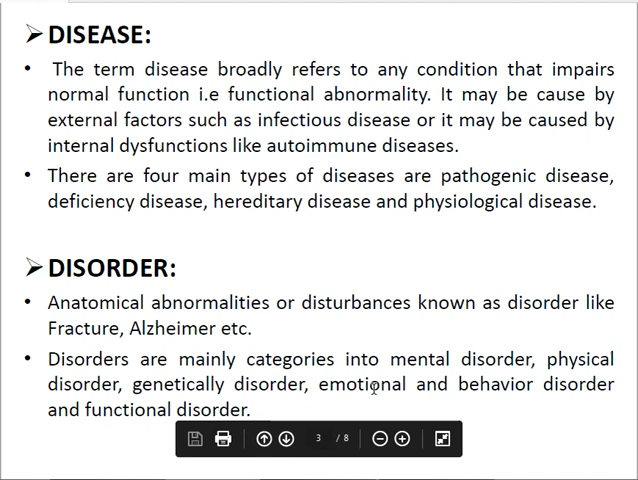 ➢DISEASE:
• The term disease broadly refers to any condition that impairs
normal function i.e functional abnormality. It may be cause by
external factors such as infectious disease or it may be caused by
internal dysfunctions like autoimmune diseases.
• There are four main types of diseases are pathogenic disease,
deficiency disease, hereditary disease and physiological disease.
➢DISORDER:
• Anatomical abnormalities or disturbances known as disorder like
Fracture, Alzheimer etc.
• Disorders are mainly categories into mental disorder, physical
disorder, genetically disorder, emotional and behavior disorder
and functional disorder.
3 / 8